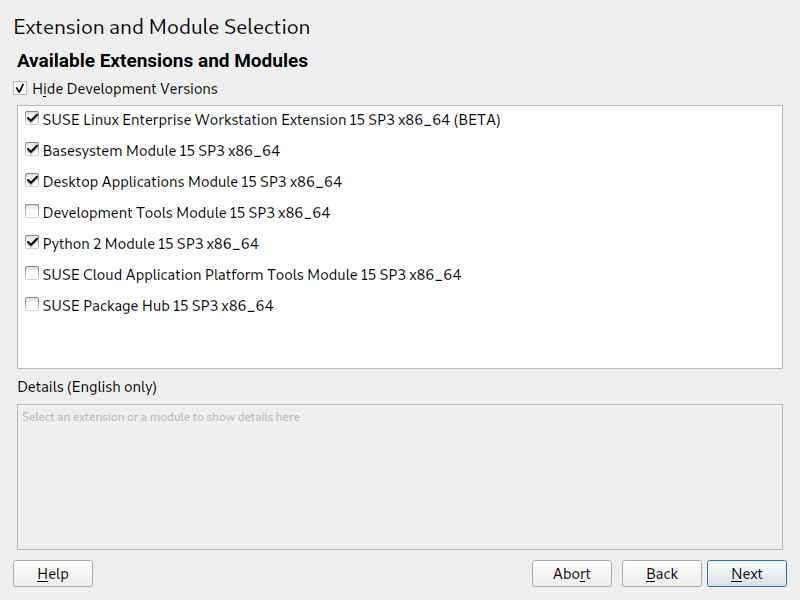 Extension and Module Selection
Available Extensions and Modules
Hide Development Versions
SUSE Linux Enterprise Workstation Extension 15 SP3 x86_64 (BETA)
Basesystem Module 15 SP3 x86_64
Desktop Applications Module 15 SP3 x86_64
Development Tools Module 15 SP3 x86_64
Python 2 Module 15 SP3 x86_64
SUSE Cloud Application Platform Tools Module 15 SP3 x86_64
SUSE Package Hub 15 SP3 x86_64
Details (English only)
Select an extension or a module to show details here
Help Abort Back Next